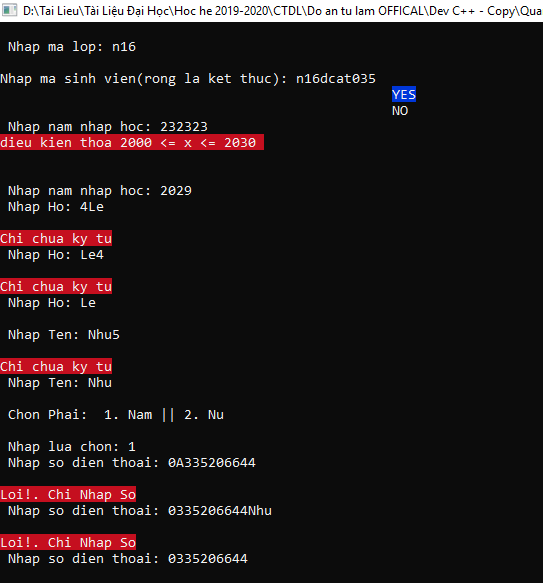 D:\Tai Lieu\Tài Liệu Đại Học\Hoc he 2019-2020\CTDL\Do an tu lam OFFICAL\Dev C++ - Copy\Quar
Nhap ma lop: n16
Nhap ma sinh vien(rong la ket thuc): n16dcat035
YES
NO
Nhap nam nhap hoc: 232323
dieu kien thoa 2000 <= x <= 2030
Nhap nam nhap hoc: 2029
Nhap Ho: 4Le
Chi chua ky tu
Nhap Ho: Le4
Chi chua ky tu
Nhap Ho: Le
Nhap Ten: Nhu5
Chi chua ky tu
Nhap Ten: Nhu
Chon Phai:  1. Nam || 2. Nu
Nhap lua chon: 1
Nhap so dien thoai: 0A335206644
Loi!. Chi Nhap So
Nhap so dien thoai: 0335206644Nhu
Loi!. Chi Nhap So
Nhap so dien thoai: 0335206644